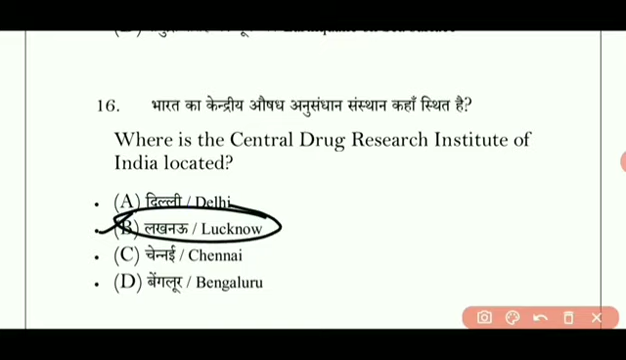 16. भारत का केन्द्रीय औषध अनुसंधान संस्थान कहाँ स्थित है?
Where is the Central Drug Research Institute of
India located?
• (A) दिल्ली / Delhi
• (B) लखनऊ / Lucknow
• (C) चेन्नई / Chennai
• (D) बेंगलूर / Bengaluru